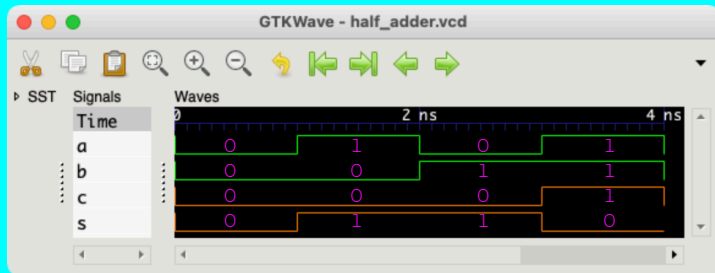 GTKWave - half_adder.vcd
SST Signals Waves
Time 0 2 ns 4 ns
a 0 1 0 1
b 0 0 1 1
c 0 0 0 1
s 0 1 1 0